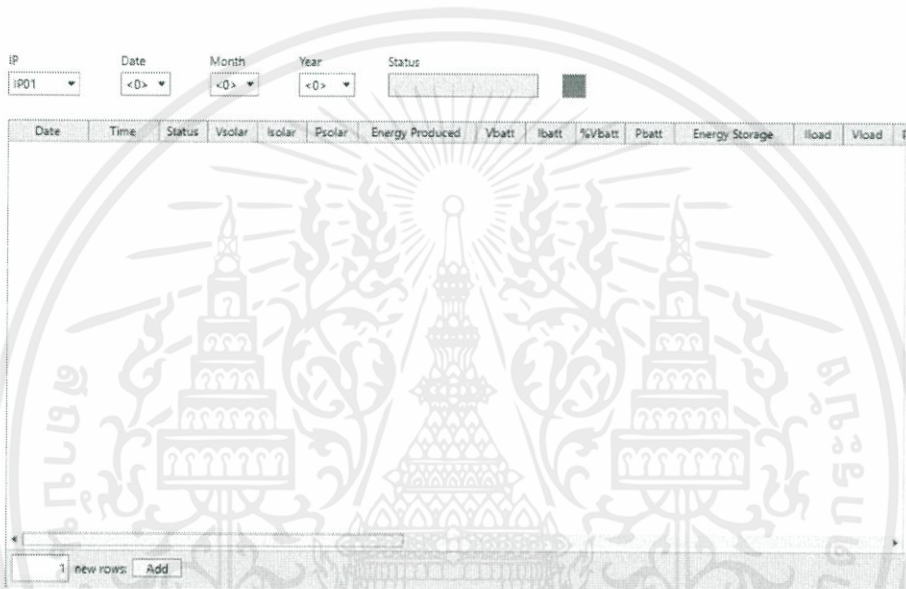 IP Date Month Year Status
IP01 <0> <0> <0>
Date Time Status Vsolar Isolar Psolar Energy Produced Vbatt Ibatt %Vbatt Pbatt Energy Storage Iload Vload
1 new rows: Add